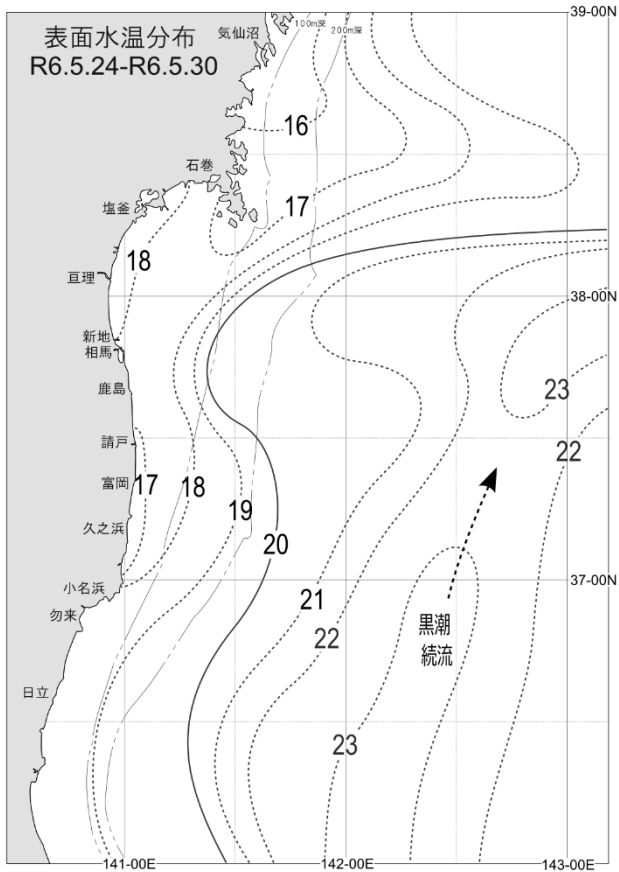 表面水温分布
R6.5.24-R6.5.30
気仙沼
100m深
200m深
39-00N
16
石巻
17
塩釜
18
亘理
38-00N
新地
相馬
鹿島
23
請戸
22
富岡
17
18
19
久之浜
20
小名浜
37-00N
21
勿来
22
黒潮
続流
日立
23
141-00E
142-00E
143-00E